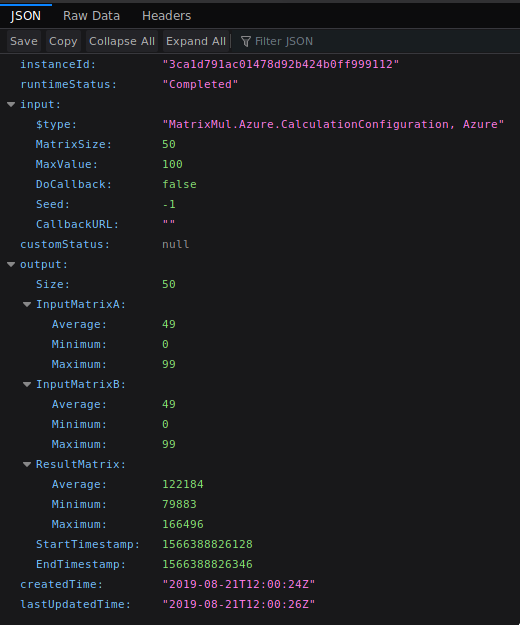 JSON Raw Data Headers
Save Copy Collapse All Expand All Filter JSON
instanceId: "3ca1d791ac01478d92b424b0ff999112"
runtimeStatus: "Completed"
input:
$type: "MatrixMul.Azure.CalculationConfiguration, Azure"
MatrixSize: 50
MaxValue: 100
DoCallback: false
Seed: -1
CallbackURL: ""
customStatus: null
output:
Size: 50
InputMatrixA:
Average: 49
Minimum: 0
Maximum: 99
InputMatrixB:
Average: 49
Minimum: 0
Maximum: 99
ResultMatrix:
Average: 122184
Minimum: 79883
Maximum: 166496
StartTimestamp: 1566388826128
EndTimestamp: 1566388826346
createdTime: "2019-08-21T12:00:24Z"
lastUpdatedTime: "2019-08-21T12:00:26Z"